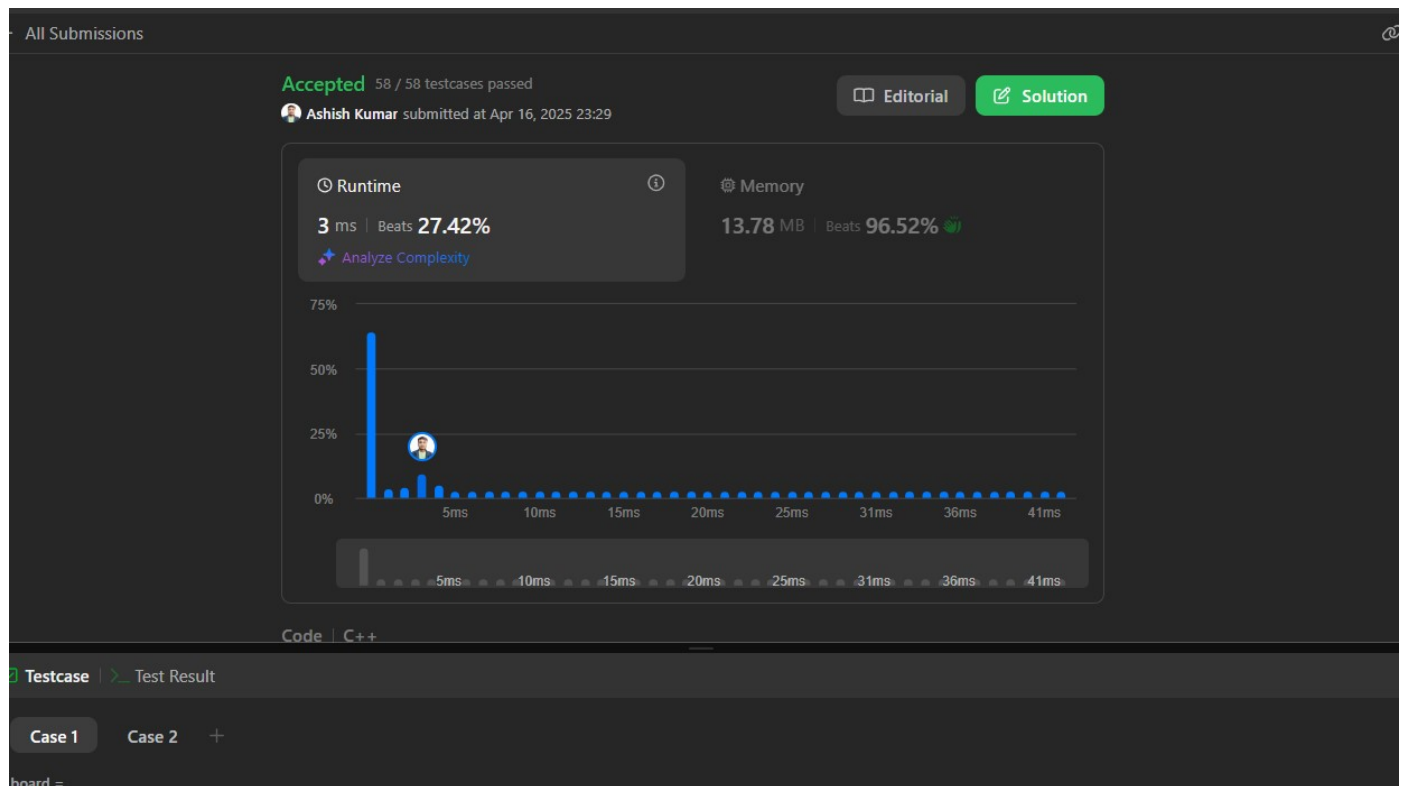 All Submissions
Accepted 58 / 58 testcases passed
Ashish Kumar submitted at Apr 16, 2025 23:29
Editorial
Solution
Runtime
3 ms | Beats 27.42%
Analyze Complexity
Memory
13.78 MB | Beats 96.52%
75%
50%
25%
0%
5ms 10ms 15ms 20ms 25ms 31ms 36ms 41ms
5ms 10ms 15ms 20ms 25ms 31ms 36ms 41ms
Code | C++
Testcase | >_ Test Result
Case 1 Case 2 +
board =